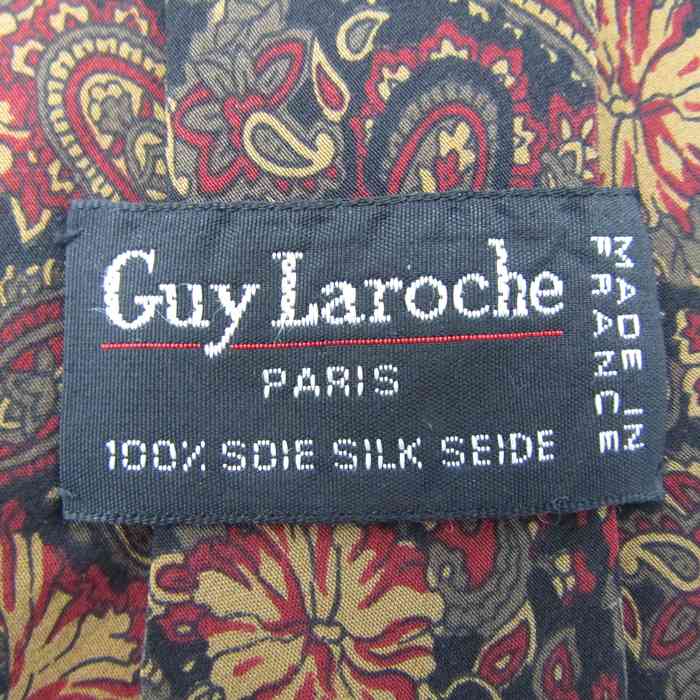 Guy Laroche
PARIS
100% SOIE SILK SEIDE
MADE IN
FRANCE